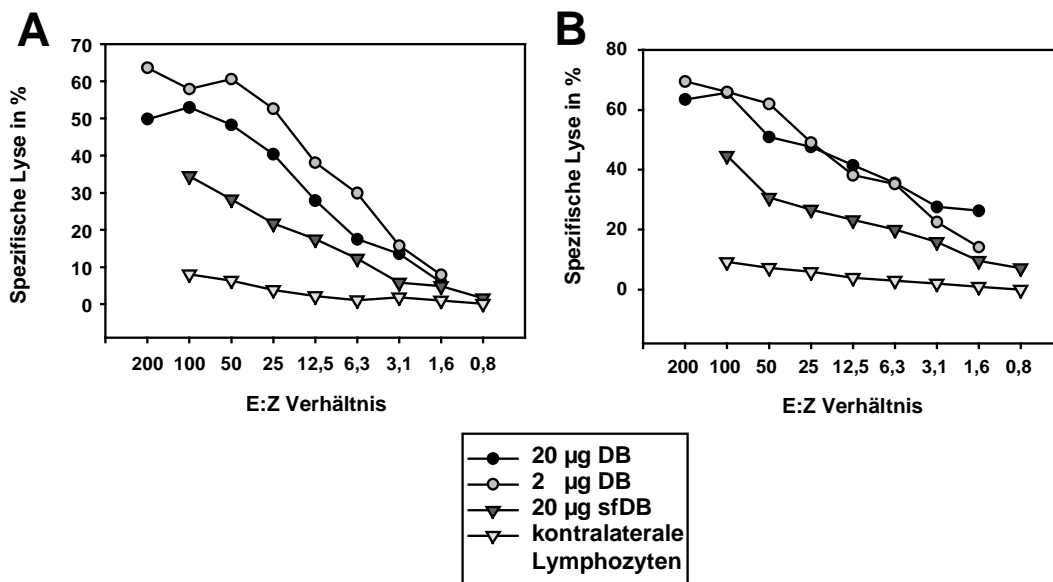 A
Spezifische Lyse in %
70
60
50
40
30
20
10
0
200 100 50 25 12,5 6,3 3,1 1,6 0,8
E:Z Verhältnis
B
Spezifische Lyse in %
80
60
40
20
0
200 100 50 25 12,5 6,3 3,1 1,6 0,8
E:Z Verhältnis
20 µg DB
2 µg DB
20 µg sfDB
kontralaterale
Lymphozyten